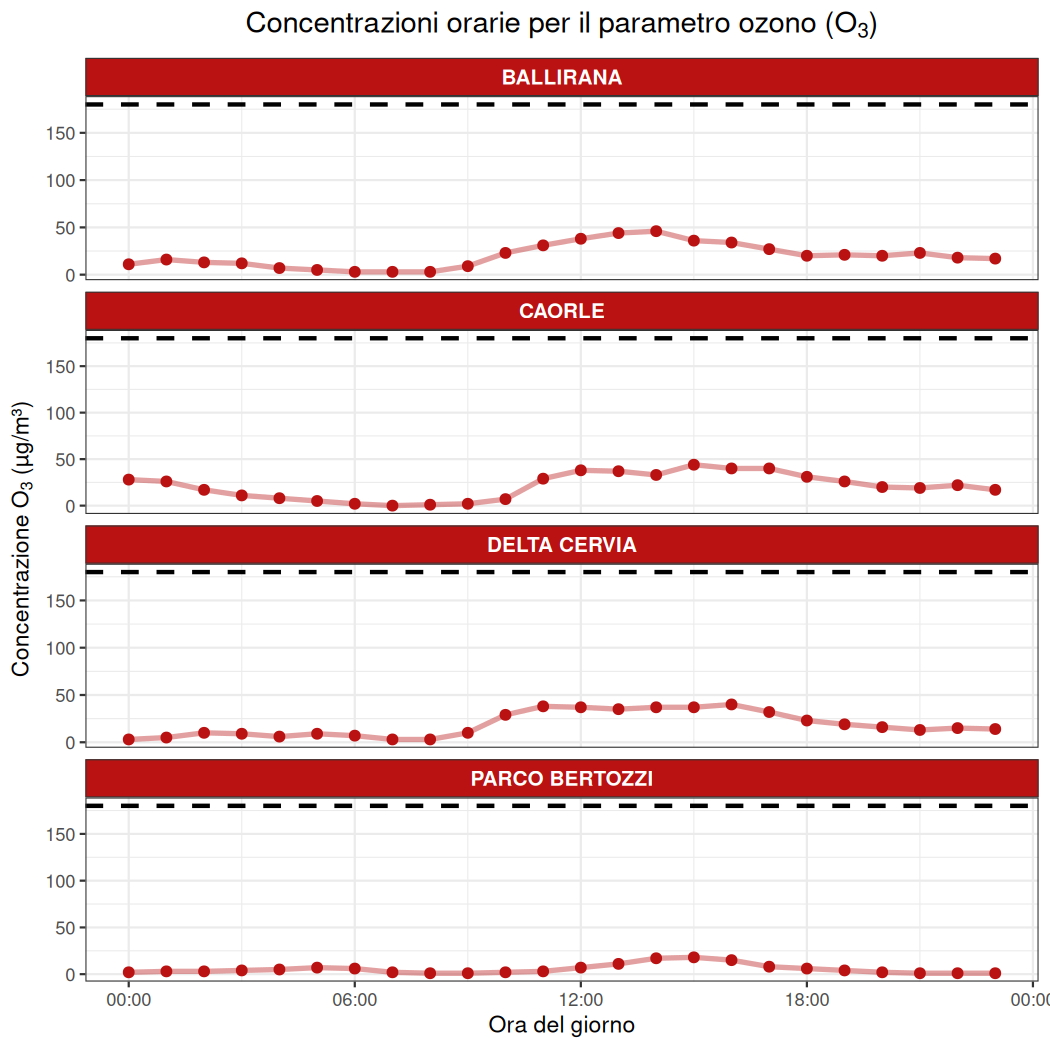 Concentrazioni orarie per il parametro ozono (O₃)
BALLIRANA
150
100
50
0
CAORLE
150
100
50
0
DELTA CERVIA
150
100
50
0
PARCO BERTOZZI
150
100
50
0
Concentrazione O₃ (µg/m³)
00:00 06:00 12:00 18:00 00:00
Ora del giorno